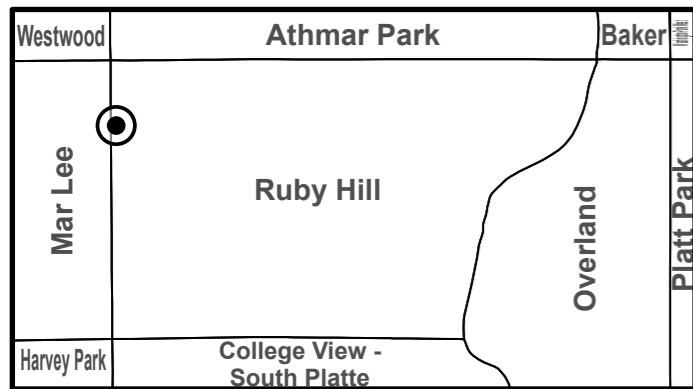 Westwood
Athmar Park
Baker
Mar Lee
Ruby Hill
Overland
Platt Park
Harvey Park
College View -
South Platte